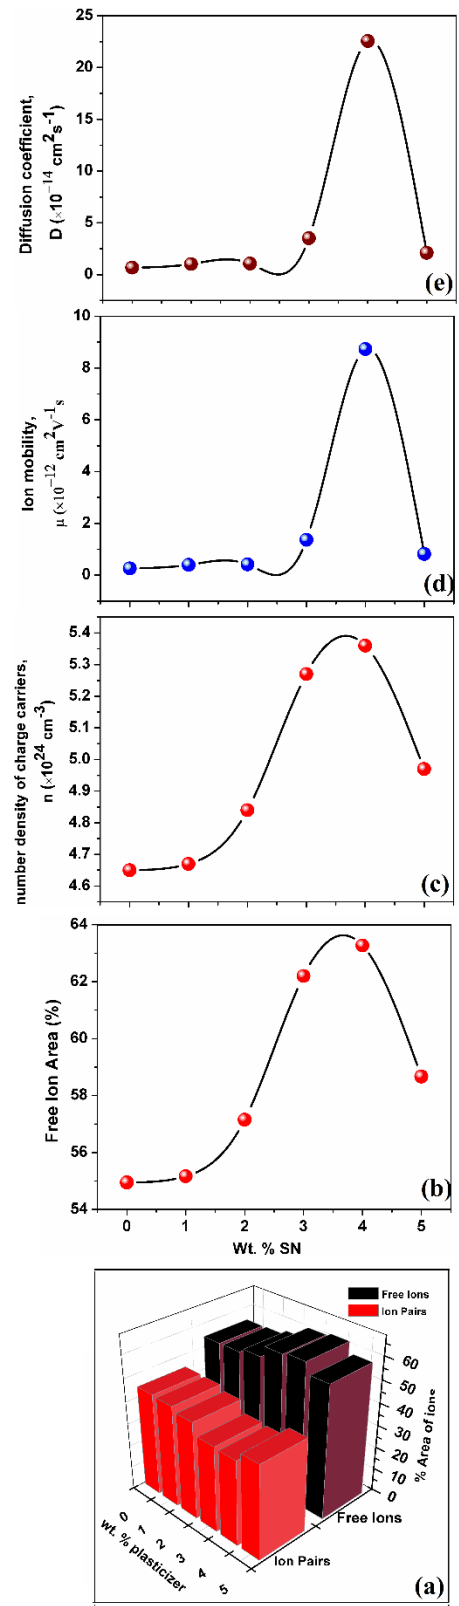 25
20
15
10
5
0
Diffusion coefficient,
D (×10⁻¹⁴ cm²s⁻¹)
(e)
10
8
6
4
2
0
Ion mobility,
μ (×10⁻¹² cm²V⁻¹s
(d)
5.4
5.3
5.2
5.1
5.0
4.9
4.8
4.7
4.6
number density of charge carriers,
n (×10²⁴ cm⁻³)
(c)
64
62
60
58
56
54
Free Ion Area (%)
(b)
0 1 2 3 4 5
Wt. % SN
Free Ions
Ion Pairs
60
50
40
30
20
10
0
% Area of ions
0
1
2
3
4
5
wt. % plasticizer
Free Ions
Ion Pairs
(a)